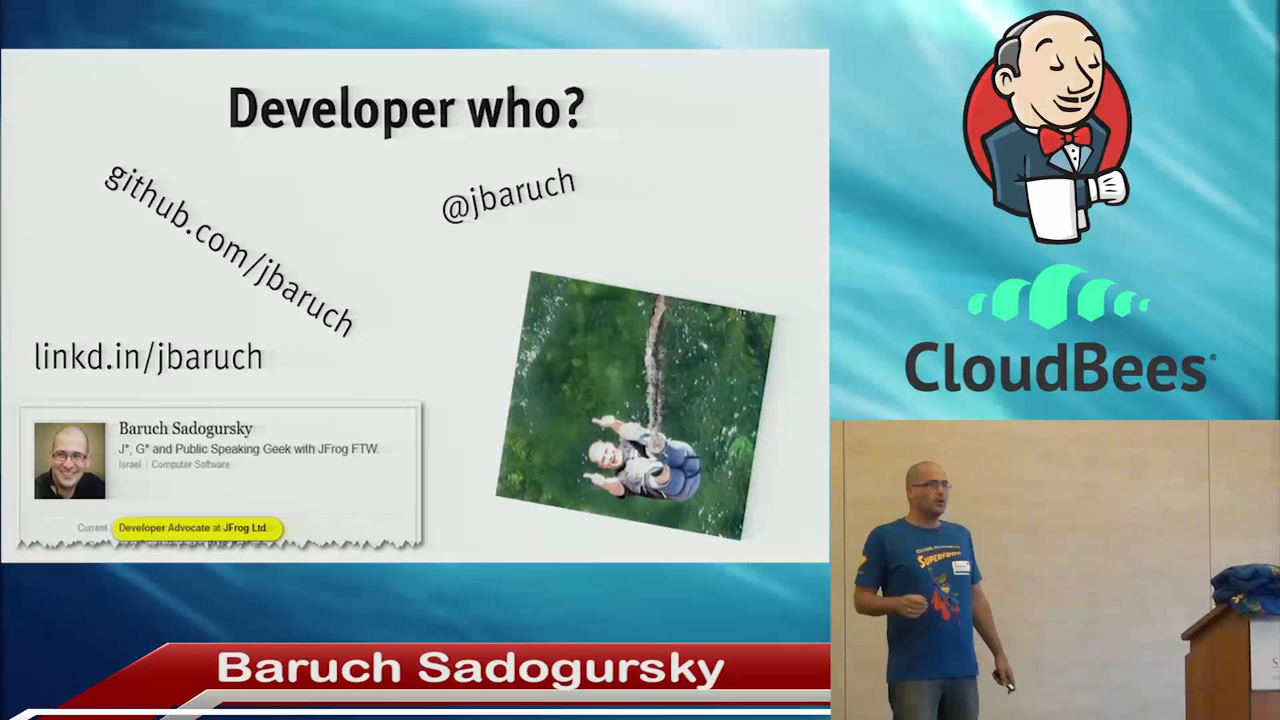 Developer who?
github.com/jbaruch
@jbaruch
linkd.in/jbaruch
Baruch Sadogursky
J*, G* and Public Speaking Geek with JFrog FTW.
Israel | Computer Software
Current
Developer Advocate at JFrog Ltd
CloudBees®
SUPERFROG
Baruch Sadogursky